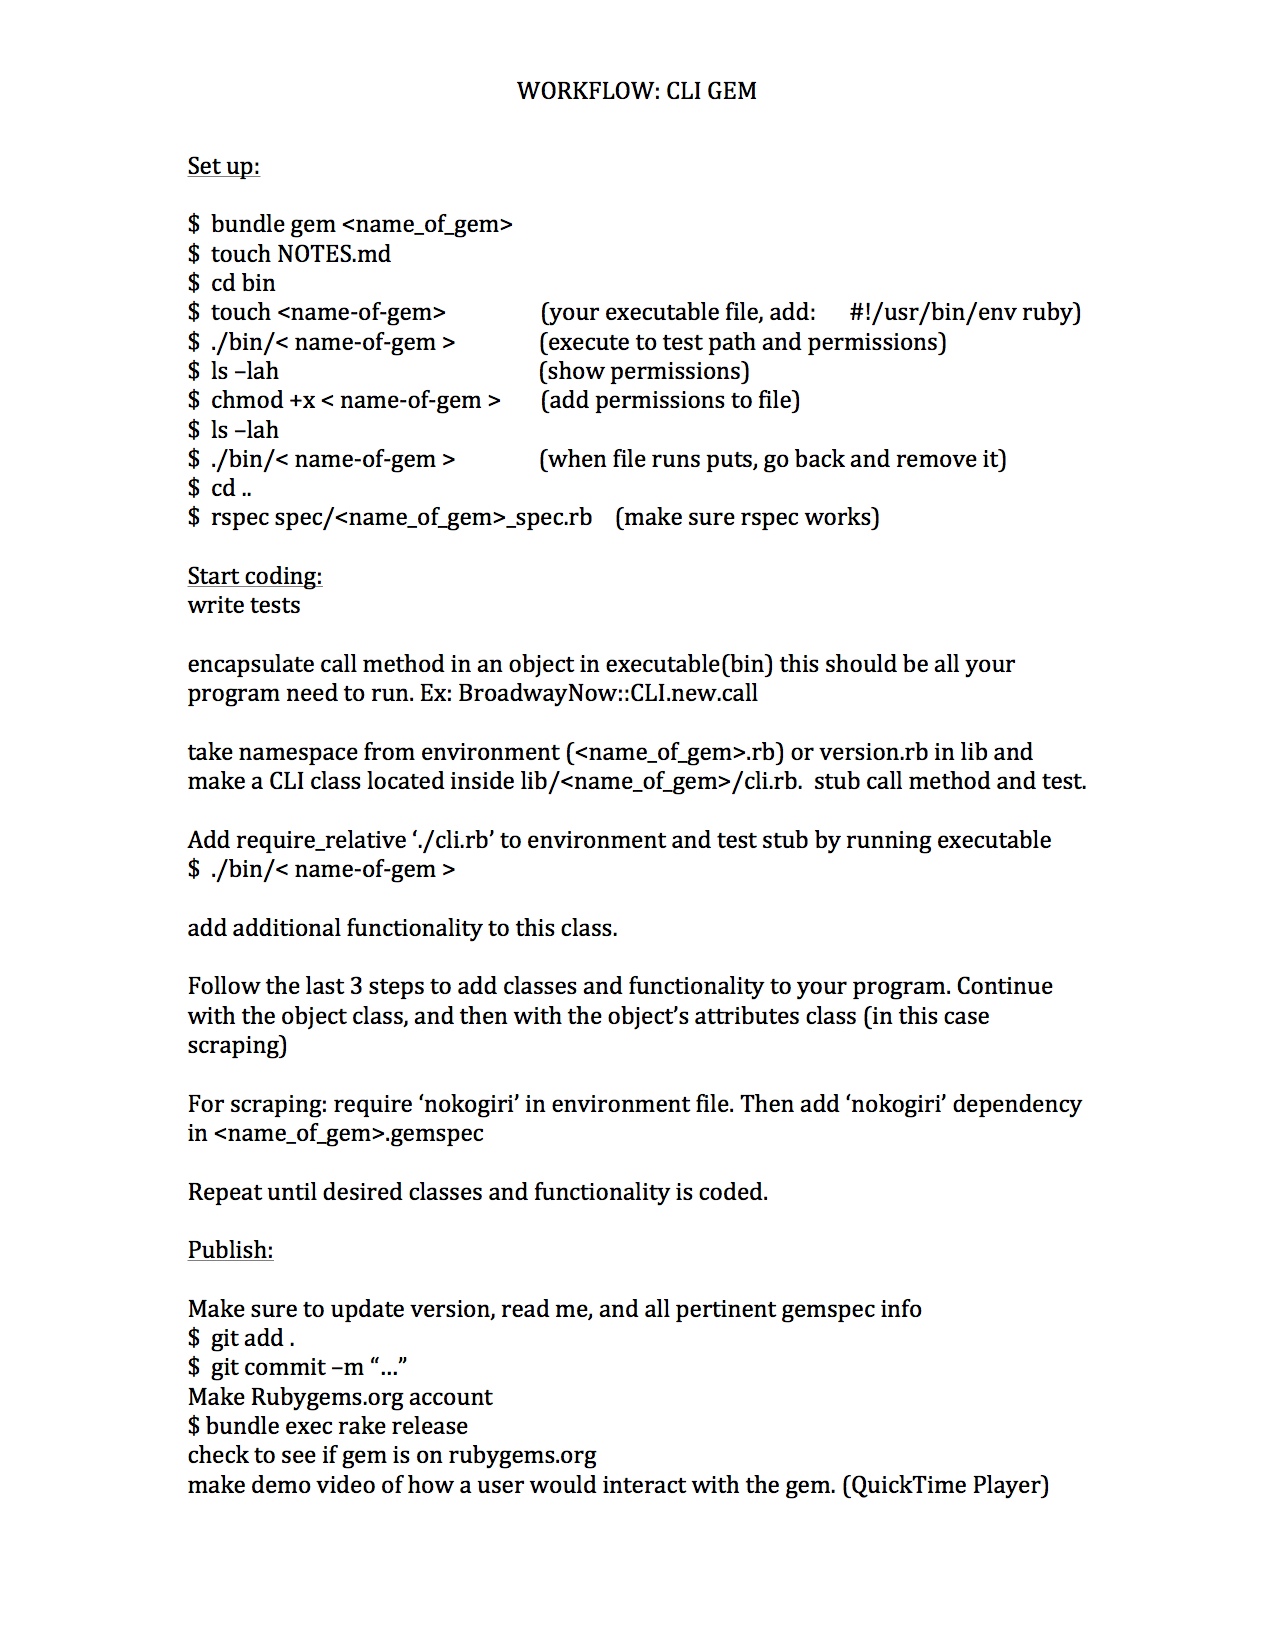 WORKFLOW: CLI GEM
Set up:
$ bundle gem <name_of_gem>
$ touch NOTES.md
$ cd bin
$ touch <name-of-gem> (your executable file, add: #!/usr/bin/env ruby)
$ ./bin/< name-of-gem > (execute to test path and permissions)
$ ls –lah (show permissions)
$ chmod +x < name-of-gem > (add permissions to file)
$ ls –lah
$ ./bin/< name-of-gem > (when file runs puts, go back and remove it)
$ cd ..
$ rspec spec/<name_of_gem>_spec.rb (make sure rspec works)
Start coding:
write tests
encapsulate call method in an object in executable(bin) this should be all your
program need to run. Ex: BroadwayNow::CLI.new.call
take namespace from environment (<name_of_gem>.rb) or version.rb in lib and
make a CLI class located inside lib/<name_of_gem>/cli.rb. stub call method and test.
Add require_relative ‘./cli.rb’ to environment and test stub by running executable
$ ./bin/< name-of-gem >
add additional functionality to this class.
Follow the last 3 steps to add classes and functionality to your program. Continue
with the object class, and then with the object’s attributes class (in this case
scraping)
For scraping: require ‘nokogiri’ in environment file. Then add ‘nokogiri’ dependency
in <name_of_gem>.gemspec
Repeat until desired classes and functionality is coded.
Publish:
Make sure to update version, read me, and all pertinent gemspec info
$ git add .
$ git commit –m “…”
Make Rubygems.org account
$ bundle exec rake release
check to see if gem is on rubygems.org
make demo video of how a user would interact with the gem. (QuickTime Player)